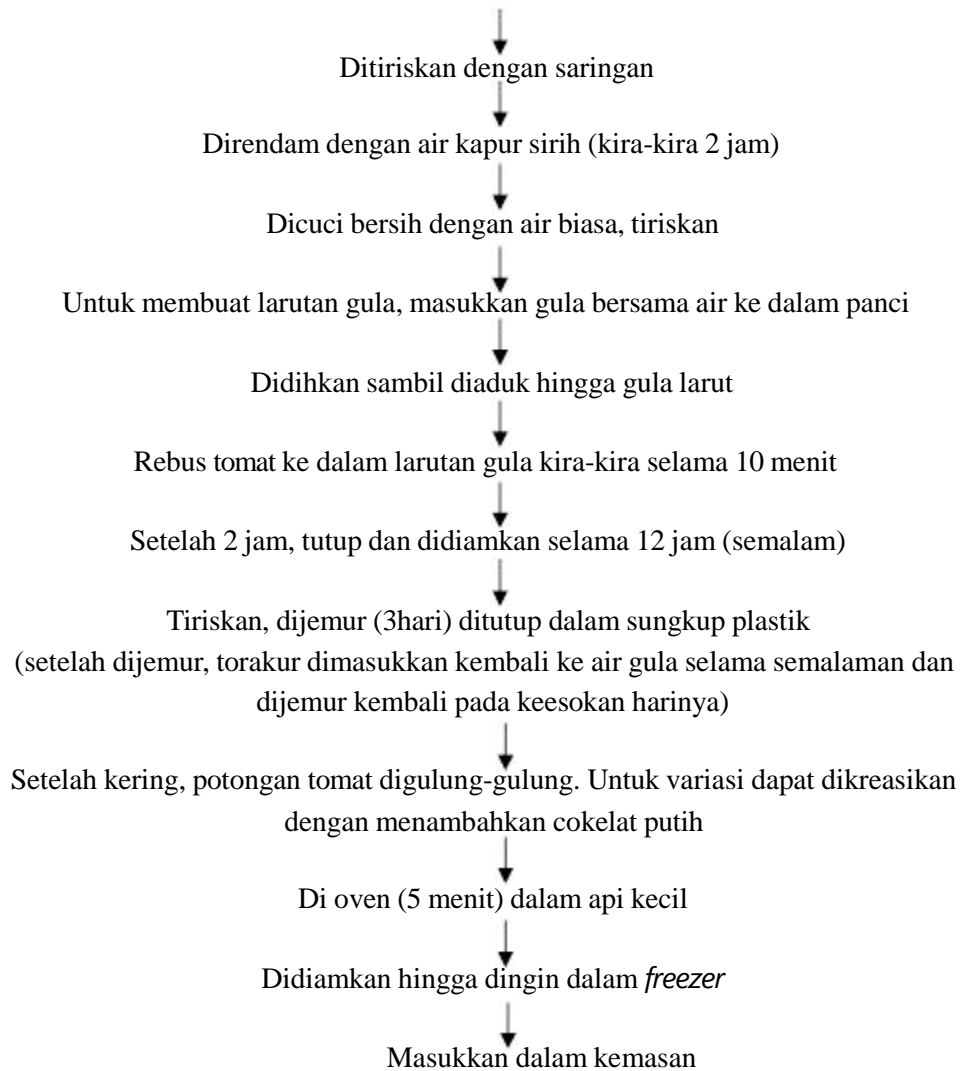 Ditiriskan dengan saringan
Direndam dengan air kapur sirih (kira-kira 2 jam)
Dicuci bersih dengan air biasa, tiriskan
Untuk membuat larutan gula, masukkan gula bersama air ke dalam panci
Didihkan sambil diaduk hingga gula larut
Rebus tomat ke dalam larutan gula kira-kira selama 10 menit
Setelah 2 jam, tutup dan didiamkan selama 12 jam (semalam)
Tiriskan, dijemur (3hari) ditutup dalam sungkup plastik
(setelah dijemur, torakur dimasukkan kembali ke air gula selama semalaman dan
dijemur kembali pada keesokan harinya)
Setelah kering, potongan tomat digulung-gulung. Untuk variasi dapat dikreasikan
dengan menambahkan cokelat putih
Di oven (5 menit) dalam api kecil
Didiamkan hingga dingin dalam freezer
Masukkan dalam kemasan